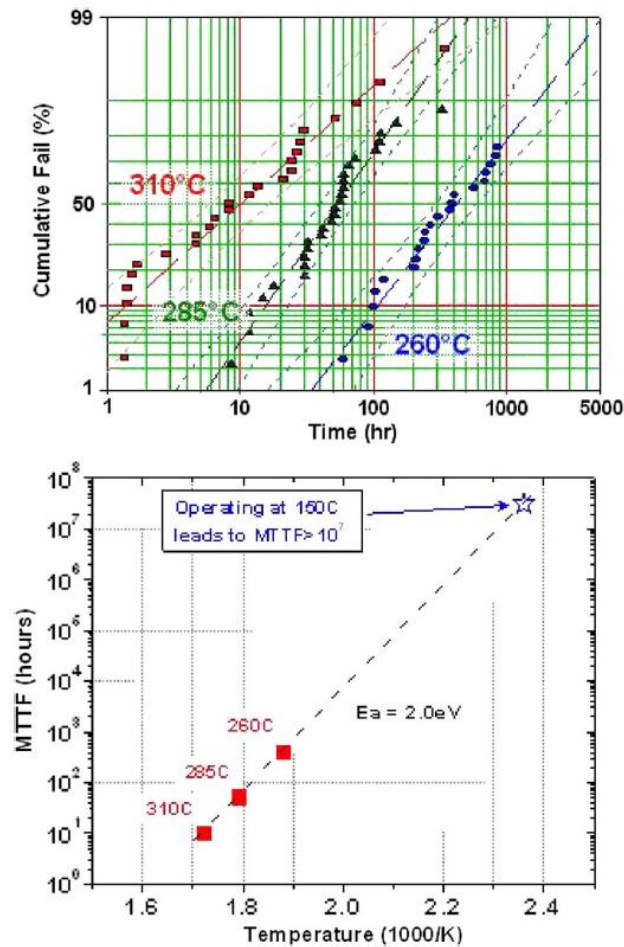 99
50
10
1
Cumulative Fail (%)
310°C
285°C
260°C
1 10 100 1000 5000
Time (hr)
10⁸
10⁷
10⁶
10⁵
10⁴
10³
10²
10¹
10⁰
MTTF (hours)
Operating at 150C
leads to MTTF>10⁷
Ea = 2.0eV
260C
285C
310C
1.6 1.8 2.0 2.2 2.4
Temperature (1000/K)